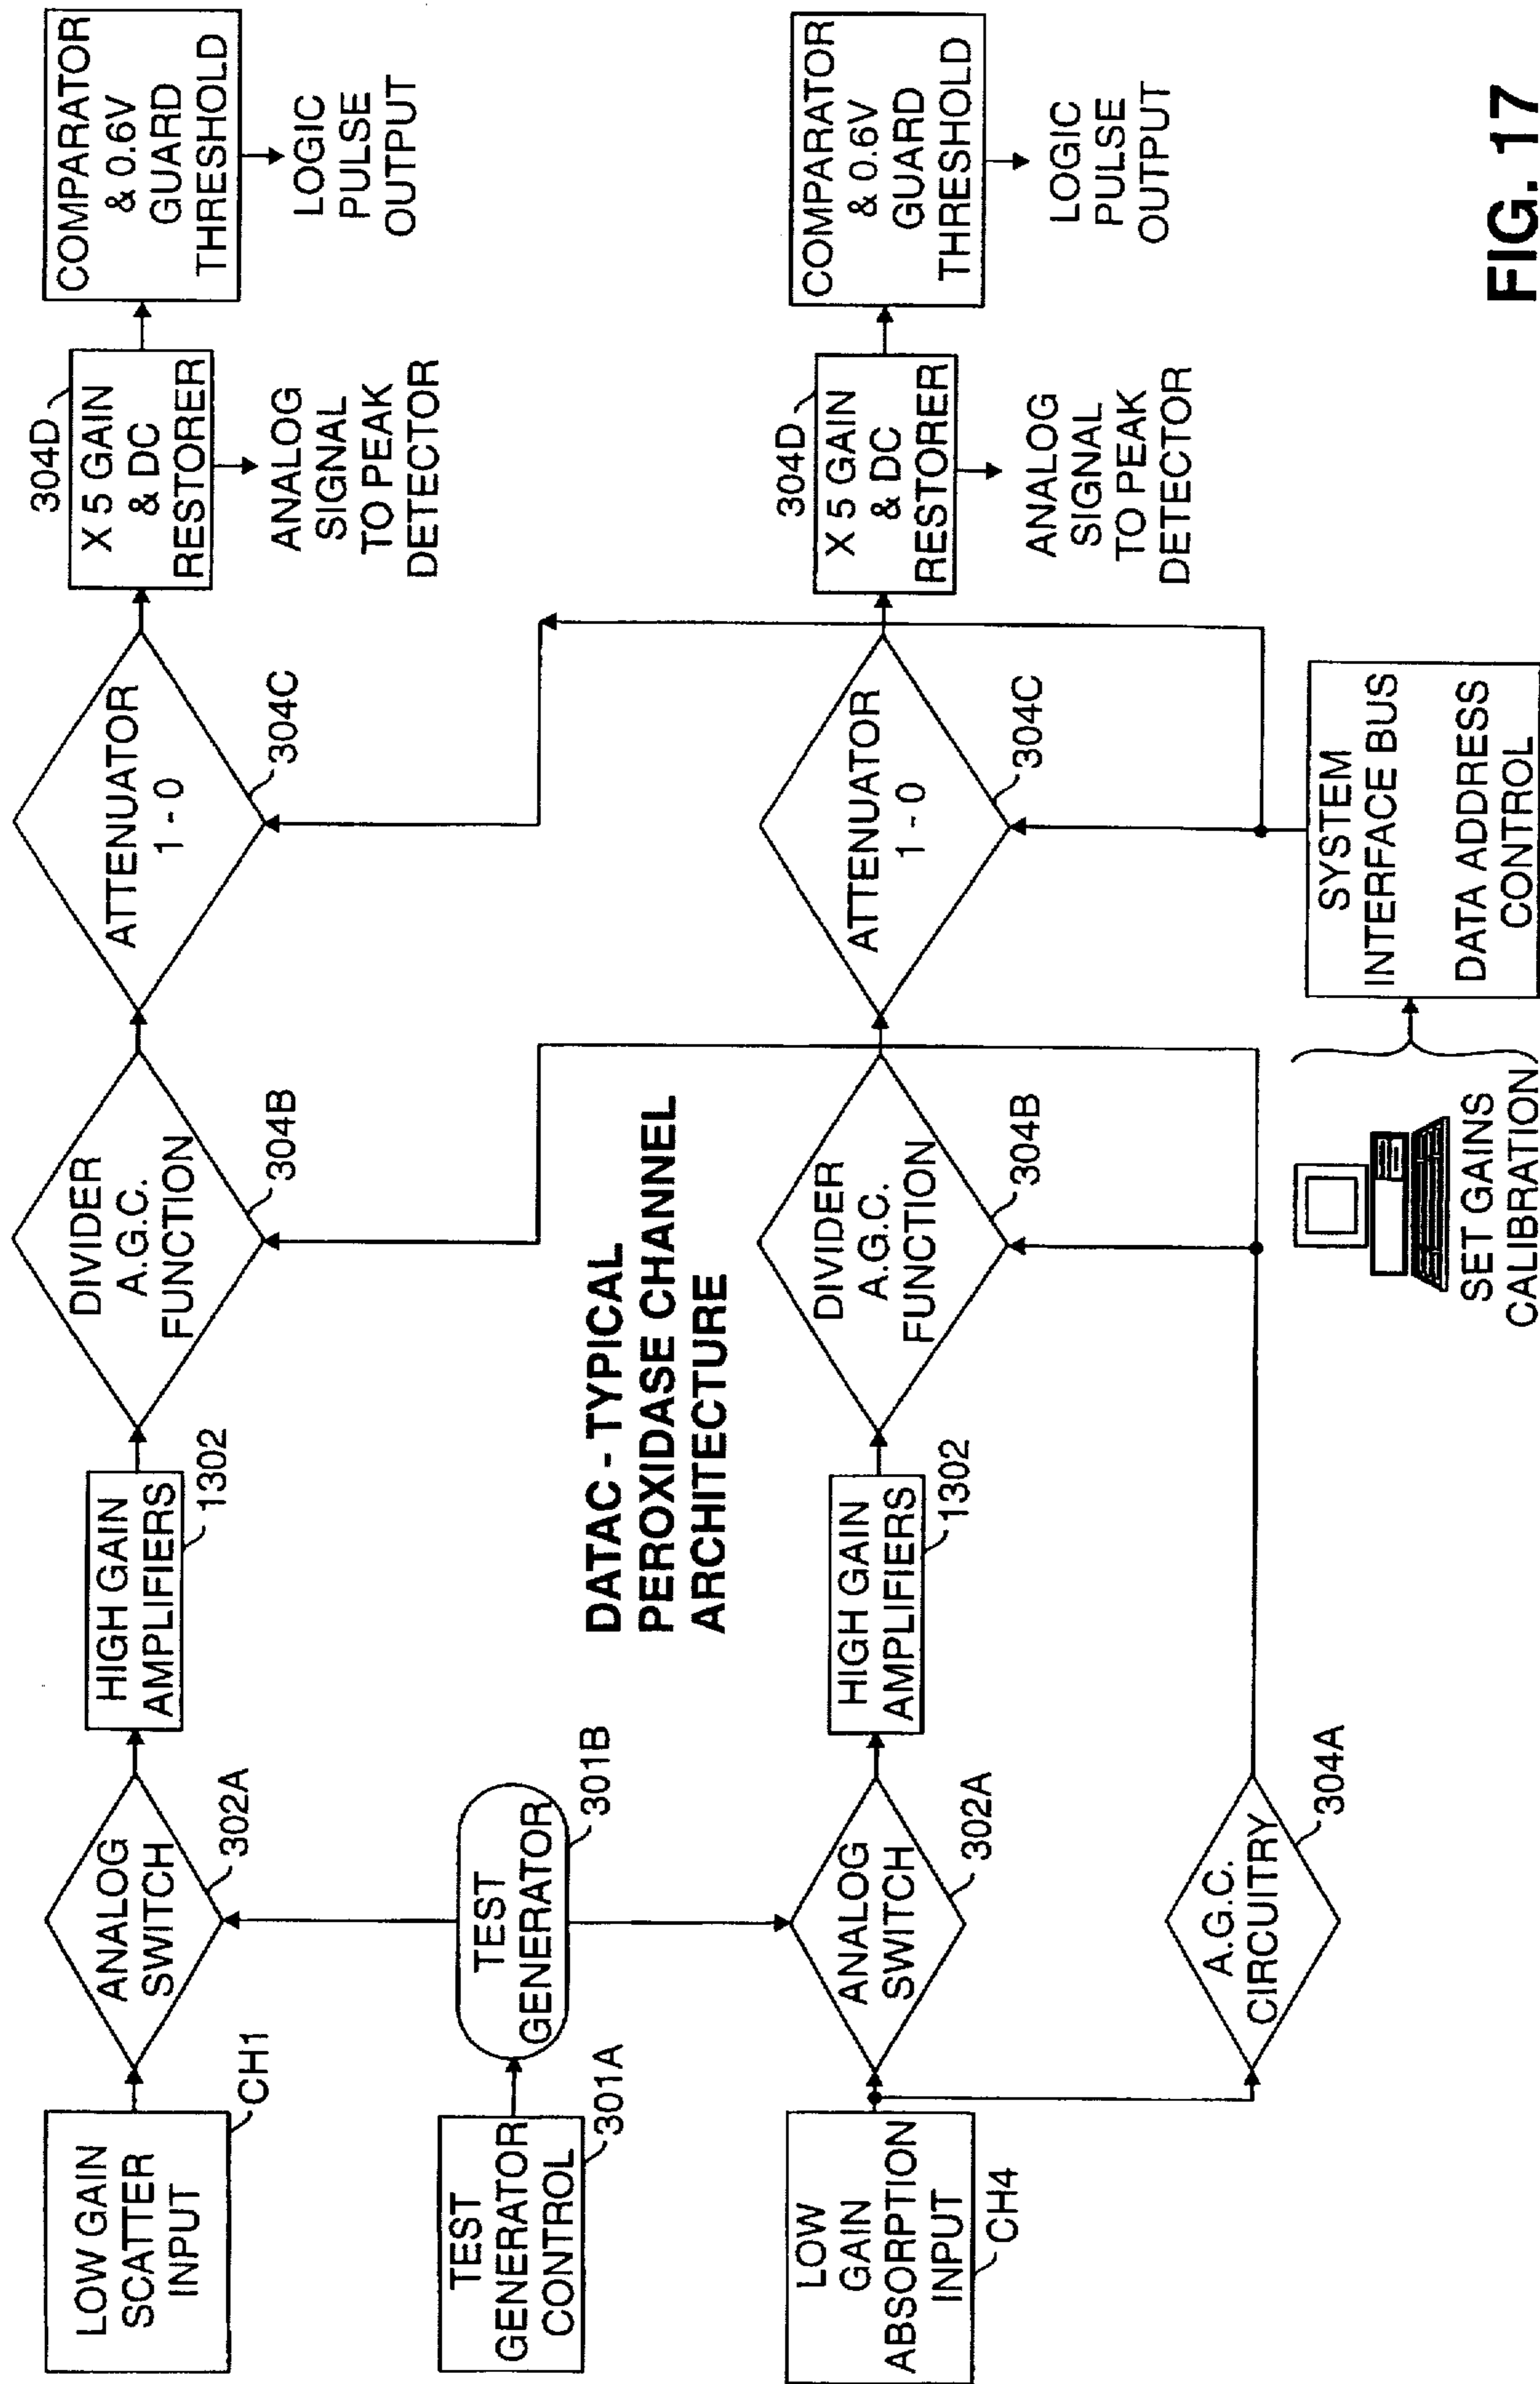 LOW GAIN
SCATTER
INPUT
CH1
ANALOG
SWITCH
302A
HIGH GAIN
AMPLIFIERS
1302
DIVIDER
A.G.C.
FUNCTION
304B
ATTENUATOR
1 - 0
304C
304D
X 5 GAIN
& DC
RESTORER
ANALOG
SIGNAL
TO PEAK
DETECTOR
COMPARATOR
& 0.6V
GUARD
THRESHOLD
LOGIC
PULSE
OUTPUT
TEST
GENERATOR
CONTROL
301A
TEST
GENERATOR
301B
DATAC - TYPICAL
PEROXIDASE CHANNEL
ARCHITECTURE
LOW
GAIN
ABSORPTION
INPUT
CH4
ANALOG
SWITCH
302A
HIGH GAIN
AMPLIFIERS
1302
DIVIDER
A.G.C.
FUNCTION
304B
ATTENUATOR
1 - 0
304C
304D
X 5 GAIN
& DC
RESTORER
ANALOG
SIGNAL
TO PEAK
DETECTOR
COMPARATOR
& 0.6V
GUARD
THRESHOLD
LOGIC
PULSE
OUTPUT
A.G.C.
CIRCUITRY
304A
SET GAINS
CALIBRATION
SYSTEM
INTERFACE BUS
DATA ADDRESS
CONTROL
FIG. 17